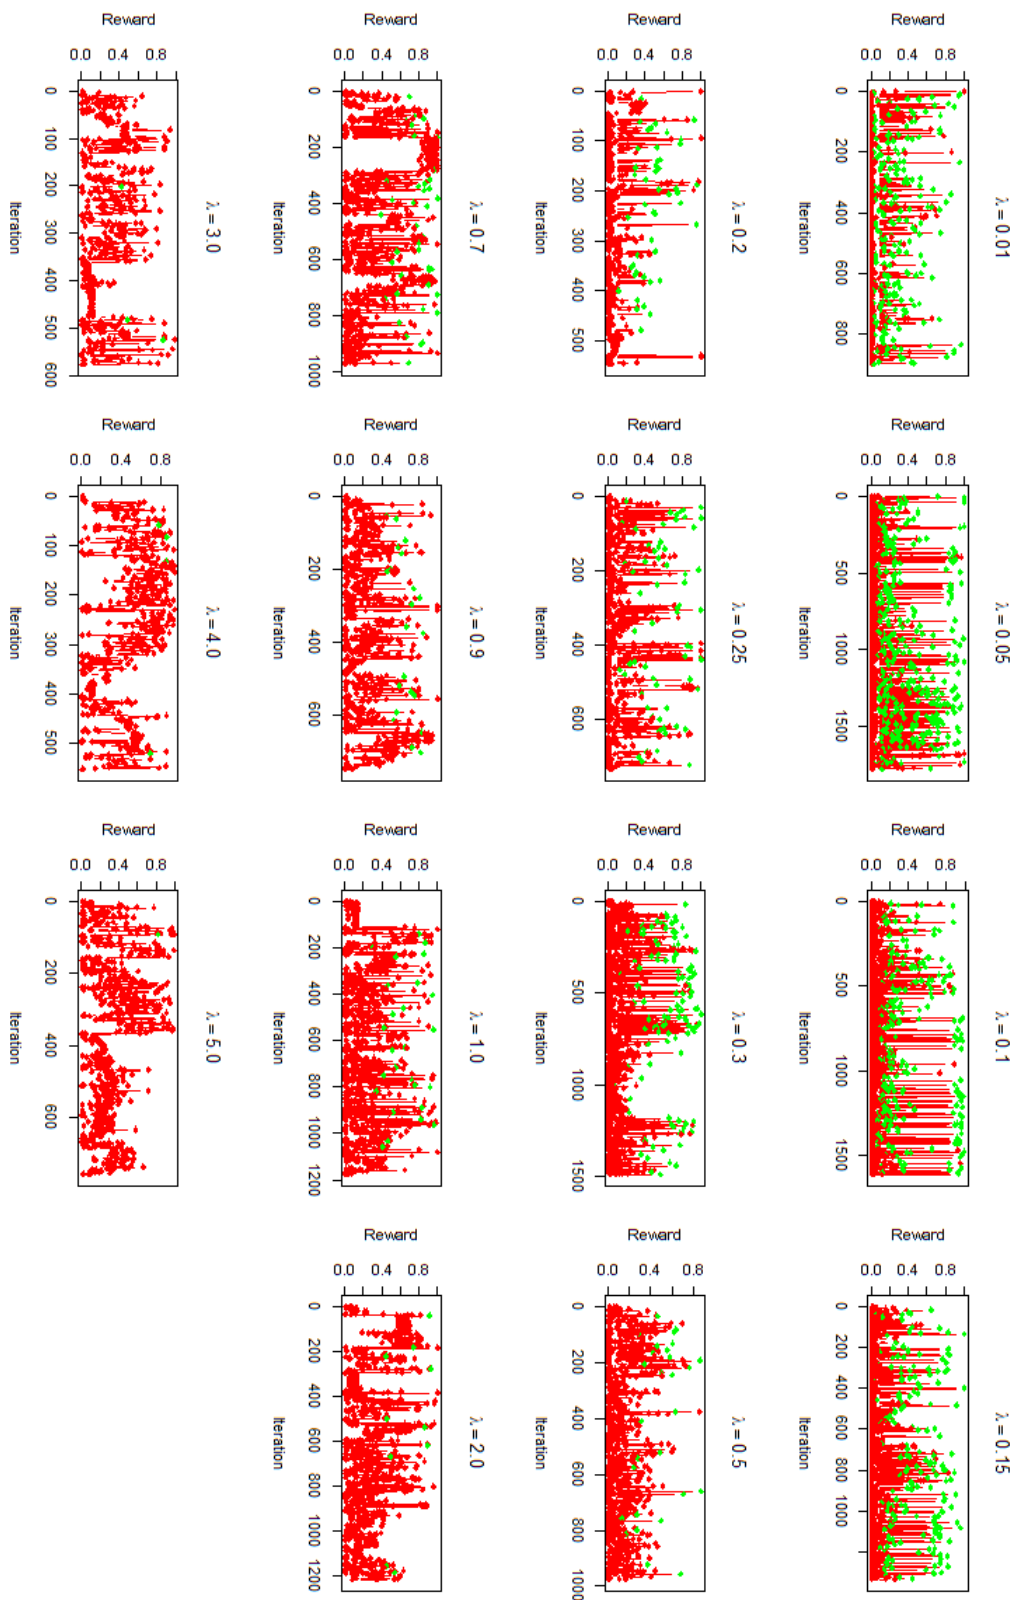 λ = 0.01
Reward
0.0 0.4 0.8
0 200 400 600 800
Iteration
λ = 0.05
Reward
0.0 0.4 0.8
0 500 1000 1500
Iteration
λ = 0.1
Reward
0.0 0.4 0.8
0 500 1000 1500
Iteration
λ = 0.15
Reward
0.0 0.4 0.8
0 200 400 600 800 1000
Iteration
λ = 0.2
Reward
0.0 0.4 0.8
0 100 200 300 400 500
Iteration
λ = 0.25
Reward
0.0 0.4 0.8
0 200 400 600
Iteration
λ = 0.3
Reward
0.0 0.4 0.8
0 500 1000 1500
Iteration
λ = 0.5
Reward
0.0 0.4 0.8
0 200 400 600 800 1000
Iteration
λ = 0.7
Reward
0.0 0.4 0.8
0 200 400 600 800 1000
Iteration
λ = 0.9
Reward
0.0 0.4 0.8
0 200 400 600
Iteration
λ = 1.0
Reward
0.0 0.4 0.8
0 200 400 600 800 1000 1200
Iteration
λ = 2.0
Reward
0.0 0.4 0.8
0 200 400 600 800 1000 1200
Iteration
λ = 3.0
Reward
0.0 0.4 0.8
0 100 200 300 400 500 600
Iteration
λ = 4.0
Reward
0.0 0.4 0.8
0 100 200 300 400 500
Iteration
λ = 5.0
Reward
0.0 0.4 0.8
0 200 400 600
Iteration